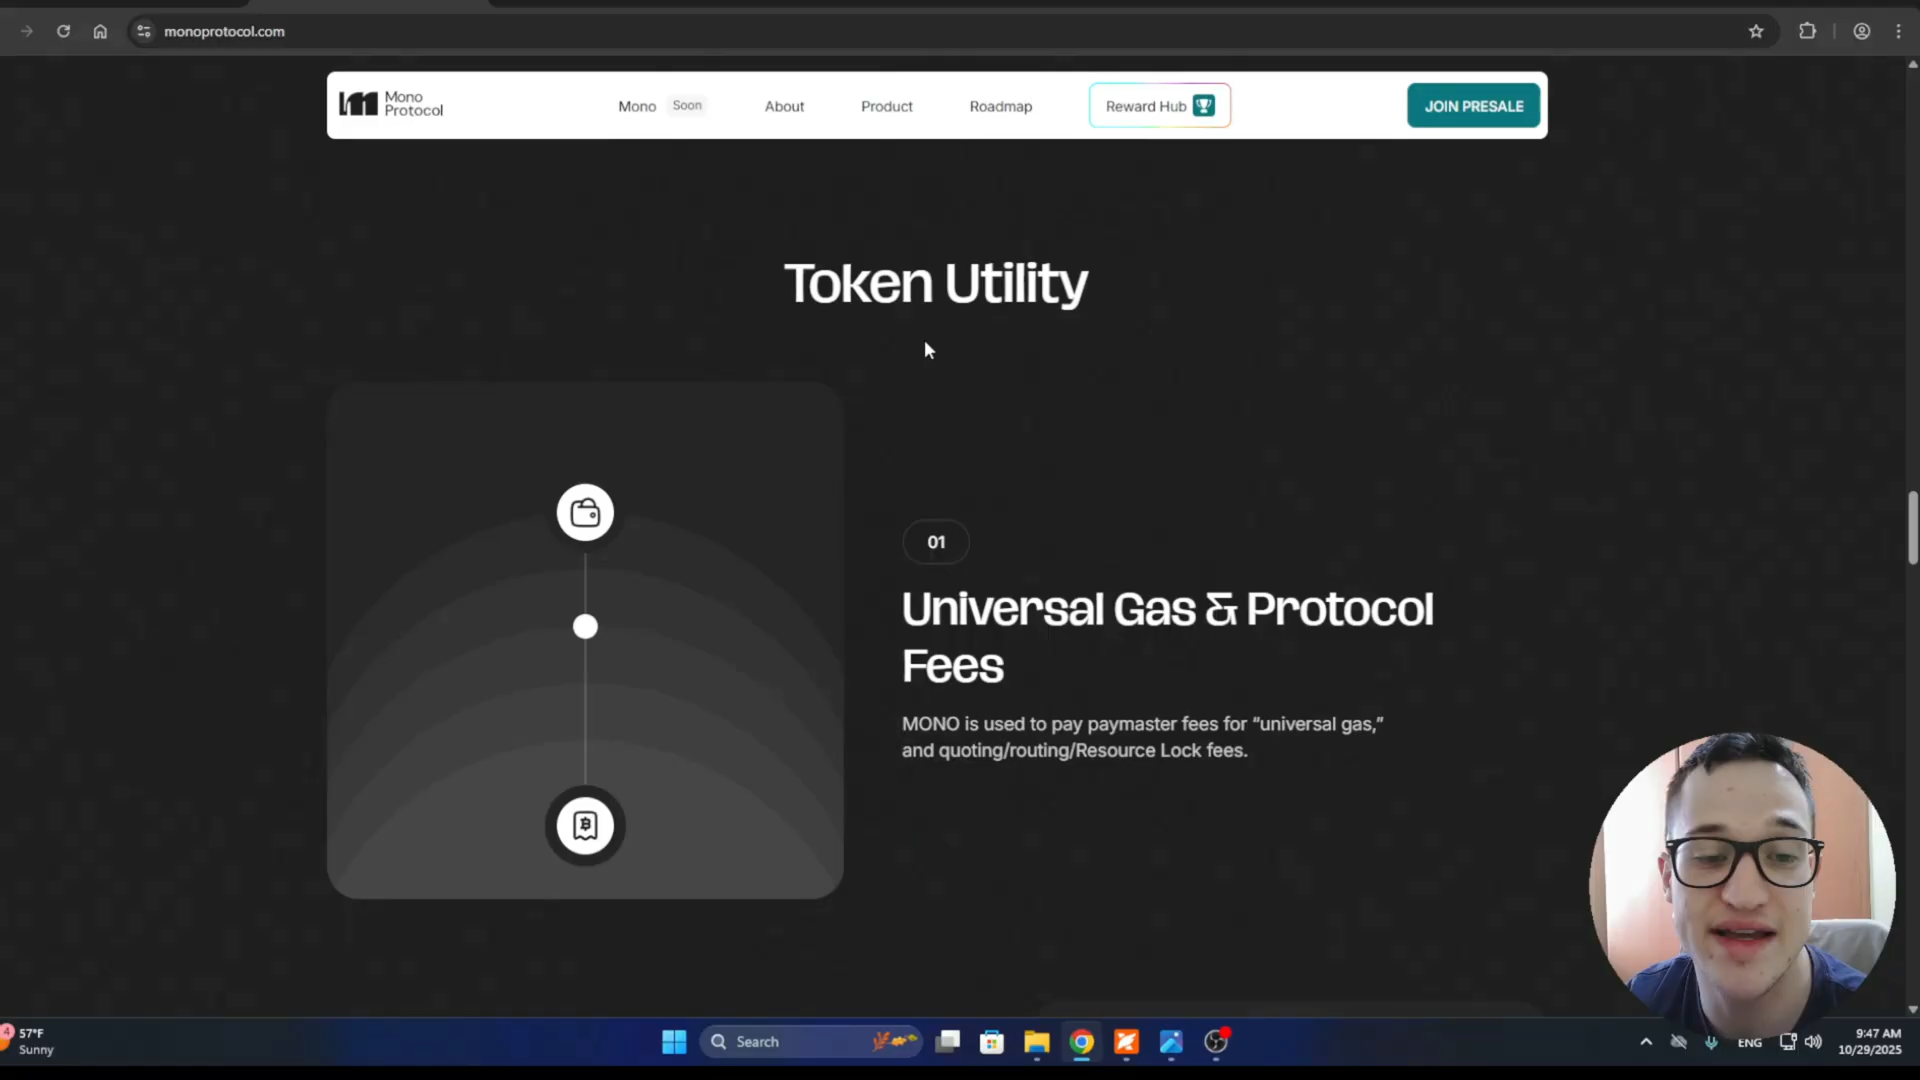 monoprotocol.com
Mono
Protocol
Mono Soon About Product Roadmap Reward Hub JOIN PRESALE
Token Utility
01
Universal Gas & Protocol
Fees
MONO is used to pay paymaster fees for “universal gas,”
and quoting/routing/Resource Lock fees.
4
57°F
Sunny
Search
ENG
9:47 AM
10/29/2025